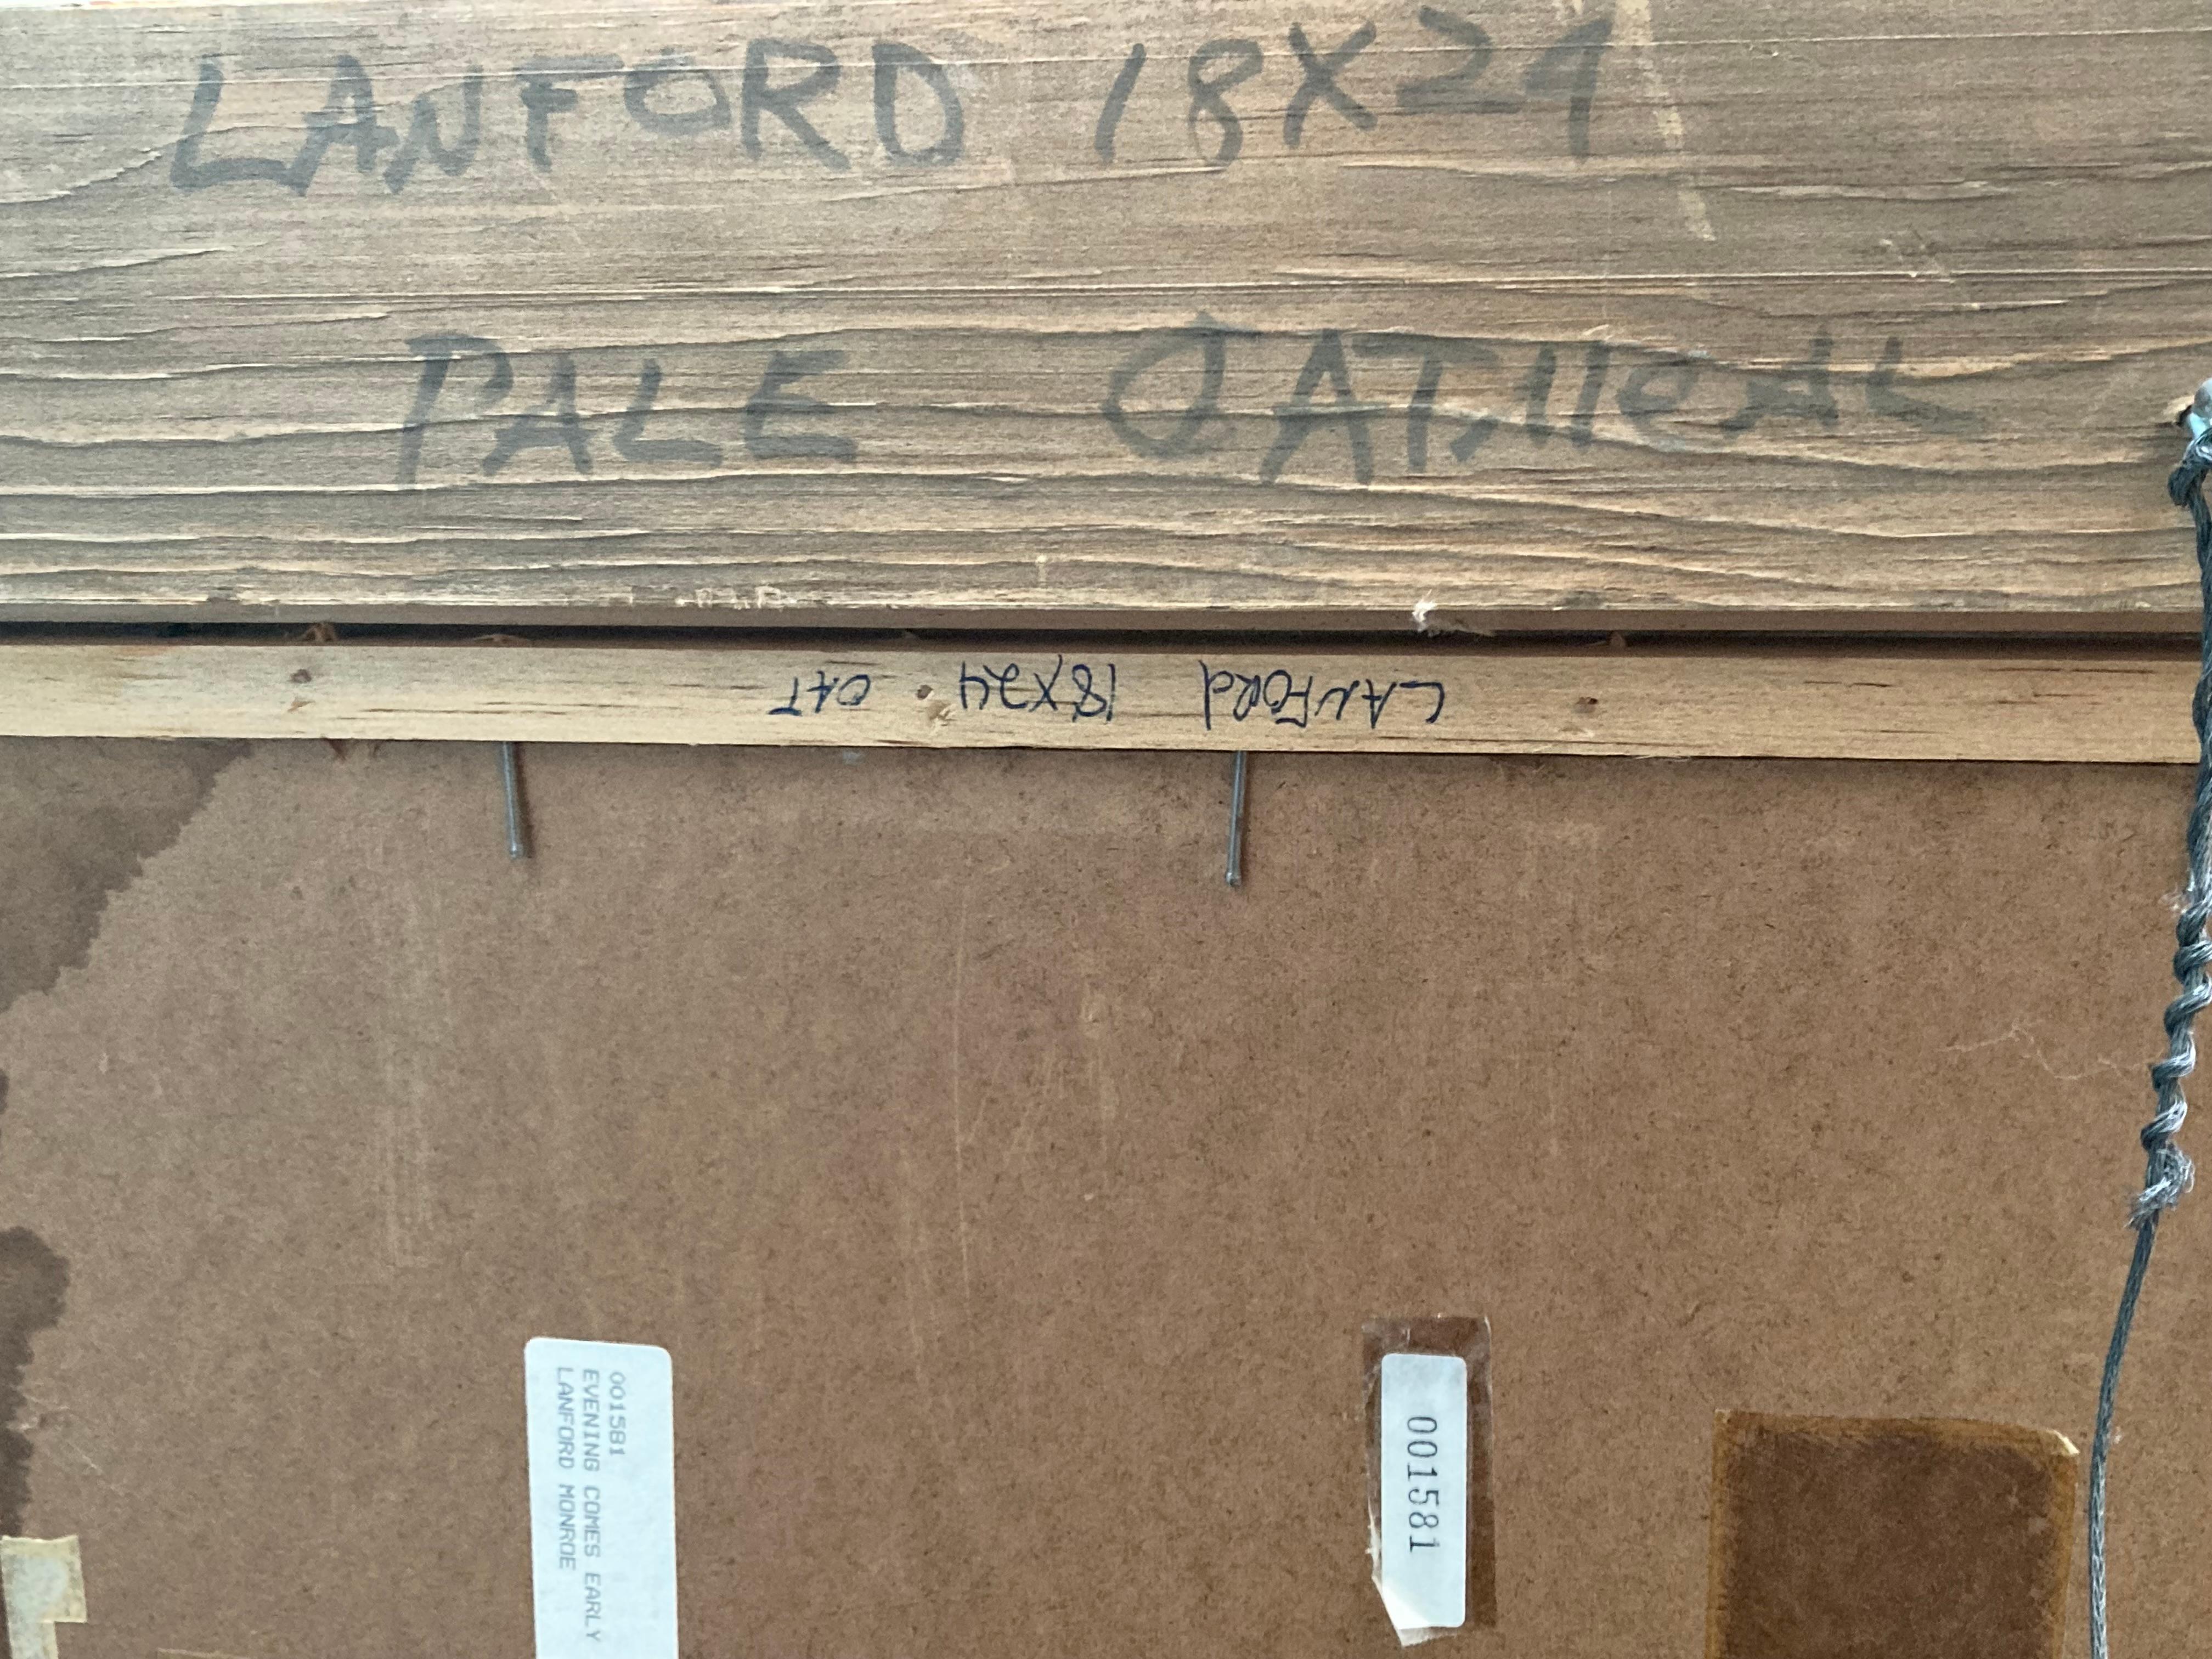 LANFORD 18X24
PALE OATMEAL
LANFORd 18X24 OAT
001581
EVENING COMES EARLY
LANFORD MONROE
001581